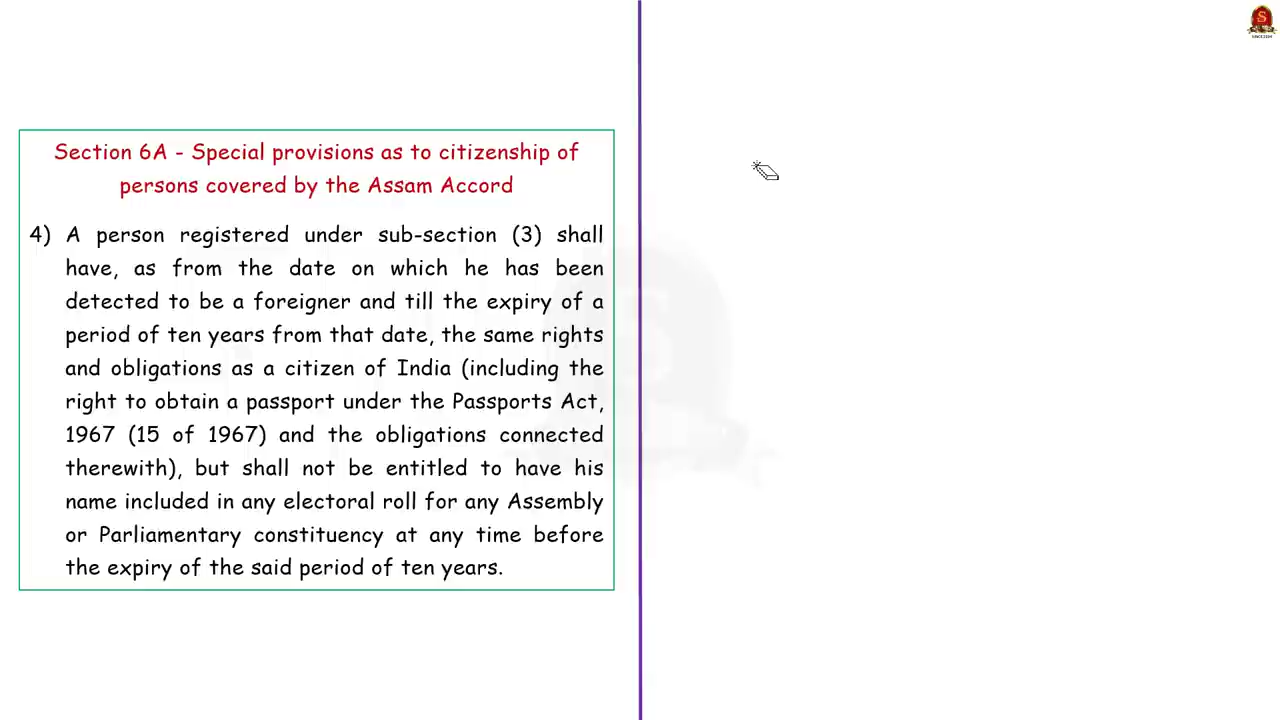 Section 6A - Special provisions as to citizenship of
persons covered by the Assam Accord
4) A person registered under sub-section (3) shall
have, as from the date on which he has been
detected to be a foreigner and till the expiry of a
period of ten years from that date, the same rights
and obligations as a citizen of India (including the
right to obtain a passport under the Passports Act,
1967 (15 of 1967) and the obligations connected
therewith), but shall not be entitled to have his
name included in any electoral roll for any Assembly
or Parliamentary constituency at any time before
the expiry of the said period of ten years.
S